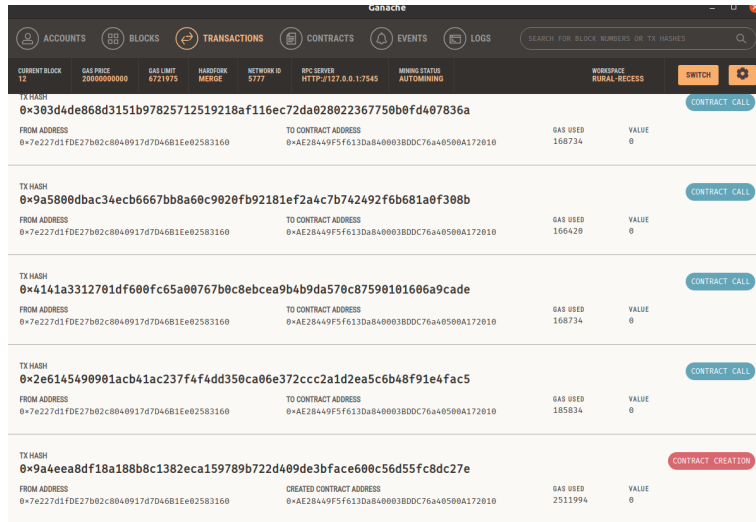 Ganache
ACCOUNTS BLOCKS TRANSACTIONS CONTRACTS EVENTS LOGS SEARCH FOR BLOCK NUMBERS OR TX HASHES
CURRENT BLOCK GAS PRICE GAS LIMIT HARDFORK NETWORK ID RPC SERVER MINING STATUS WORKSPACE
12 20000000000 6721975 MERGE 5777 HTTP://127.0.0.1:7545 AUTOMINING RURAL-RECESS SWITCH
TX HASH CONTRACT CALL
0×303d4de868d3151b97825712519218af116ec72da028022367750b0fd407836a
FROM ADDRESS TO CONTRACT ADDRESS GAS USED VALUE
0×7e227d1fDE27b02c8040917d7D46B1Ee02583160 0×AE28449F5f613Da840003BDDC76a40500A172010 168734 0
TX HASH CONTRACT CALL
0×9a5800dbac34ecb6667bb8a60c9020fb92181ef2a4c7b742492f6b681a0f308b
FROM ADDRESS TO CONTRACT ADDRESS GAS USED VALUE
0×7e227d1fDE27b02c8040917d7D46B1Ee02583160 0×AE28449F5f613Da840003BDDC76a40500A172010 166420 0
TX HASH CONTRACT CALL
0×4141a3312701df600fc65a00767b0c8ebcea9b4b9da570c87590101606a9cade
FROM ADDRESS TO CONTRACT ADDRESS GAS USED VALUE
0×7e227d1fDE27b02c8040917d7D46B1Ee02583160 0×AE28449F5f613Da840003BDDC76a40500A172010 168734 0
TX HASH CONTRACT CALL
0×2e6145490901acb41ac237f4f4dd350ca06e372ccc2a1d2ea5c6b48f91e4fac5
FROM ADDRESS TO CONTRACT ADDRESS GAS USED VALUE
0×7e227d1fDE27b02c8040917d7D46B1Ee02583160 0×AE28449F5f613Da840003BDDC76a40500A172010 185834 0
TX HASH CONTRACT CREATION
0×9a4eea8df18a188b8c1382eca159789b722d409de3bface600c56d55fc8dc27e
FROM ADDRESS CREATED CONTRACT ADDRESS GAS USED VALUE
0×7e227d1fDE27b02c8040917d7D46B1Ee02583160 0×AE28449F5f613Da840003BDDC76a40500A172010 2511994 0